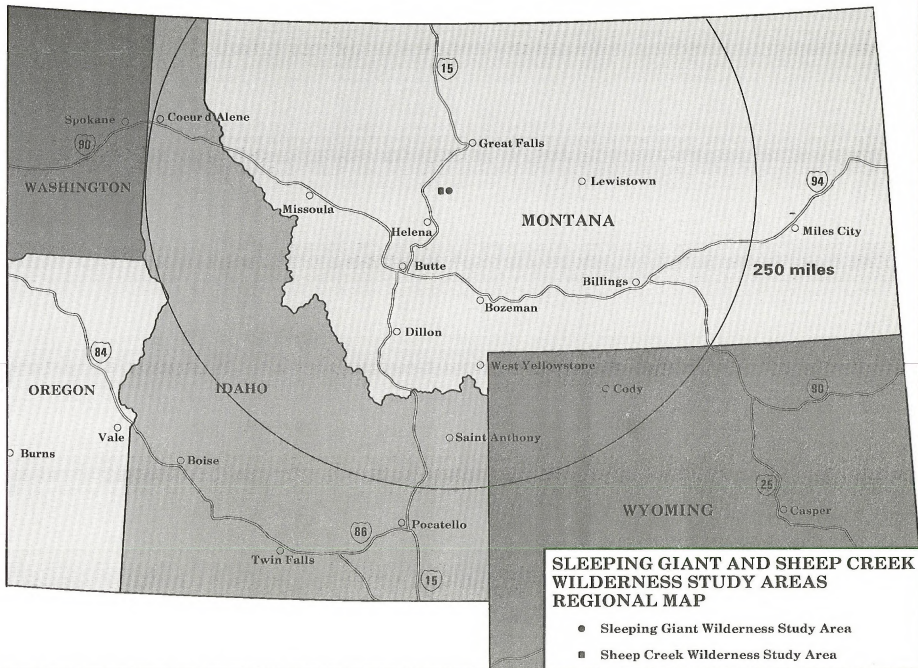 15
Spokane
Coeur d'Alene
90
Great Falls
WASHINGTON
Lewistown
94
Missoula
MONTANA
Helena
Miles City
Butte
250 miles
Billings
Bozeman
Dillon
84
West Yellowstone
OREGON
IDAHO
Cody
90
Vale
Saint Anthony
Burns
Boise
25
WYOMING
Casper
86
Pocatello
Twin Falls
15
SLEEPING GIANT AND SHEEP CREEK
WILDERNESS STUDY AREAS
REGIONAL MAP
Sleeping Giant Wilderness Study Area
Sheep Creek Wilderness Study Area